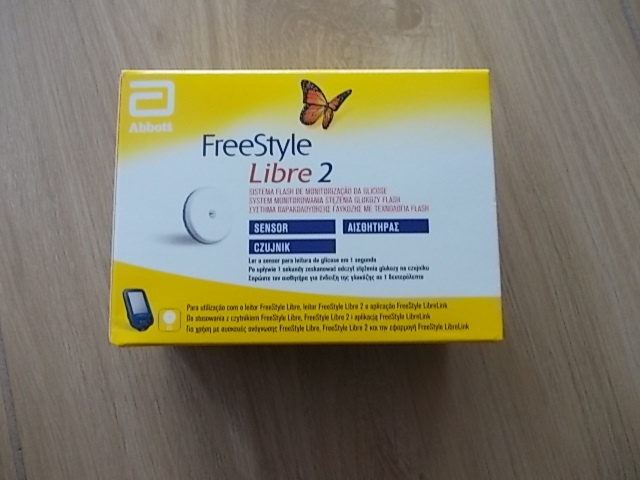 Abbott
FreeStyle
Libre 2
SISTEMA FLASH DE MONITORIZAÇÃO DA GLICOSE
SYSTEM MONITOROWANIA STĘŻENIA GLUKOZY FLASH
ΣΥΣΤΗΜΑ ΠΑΡΑΚΟΛΟΥΘΗΣΗΣ ΓΛΥΚΟΖΗΣ ΜΕ ΤΕΧΝΟΛΟΓΙΑ FLASH
SENSOR ΑΙΣΘΗΤΗΡΑΣ
CZUJNIK
Ler o sensor para leitura de glicose em 1 segundo
Po upływie 1 sekundy zeskanować odczyt stężenia glukozy na czujniku
Σαρώστε τον αισθητήρα για ένδειξη της γλυκόζης σε 1 δευτερόλεπτο
Para utilização com o leitor FreeStyle Libre, leitor FreeStyle Libre 2 e aplicação FreeStyle LibreLink
Do stosowania z czytnikiem FreeStyle Libre, FreeStyle Libre 2 i aplikacją FreeStyle LibreLink
Για χρήση με συσκευές ανάγνωσης FreeStyle Libre, FreeStyle Libre 2 και την εφαρμογή FreeStyle LibreLink